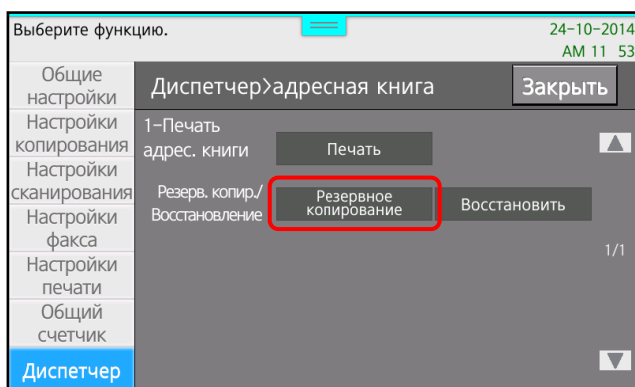 Выберите функцию.
24-10-2014
AM 11 53
Общие
настройки
Настройки
копирования
Настройки
сканирования
Настройки
факса
Настройки
печати
Общий
счетчик
Диспетчер
Диспетчер>адресная книга
Закрыть
1-Печать
адрес. книги
Печать
Резерв. копир./
Восстановление
Резервное
копирование
Восстановить
1/1